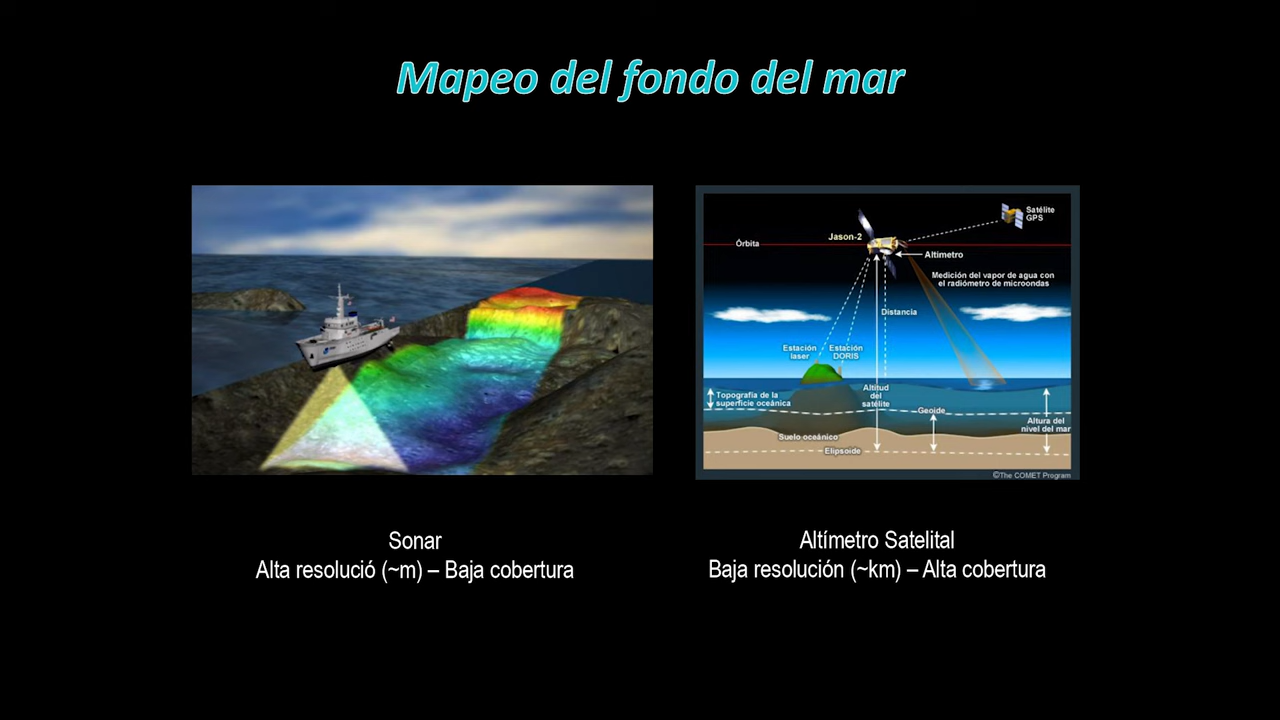 Mapeo del fondo del mar
Satélite
GPS
Jason-2
Órbita
Altimetro
Medición del vapor de agua con
el radiómetro de microondas
Distancia
Estación
laser
Estación
DORIS
Altitud
del
satélite
Topografía de la
superficie oceánica
Geoide
Altura del
nivel del mar
Suelo oceánico
Elipsoide
©The COMET Program
Sonar
Alta resolució (~m) – Baja cobertura
Altímetro Satelital
Baja resolución (~km) – Alta cobertura